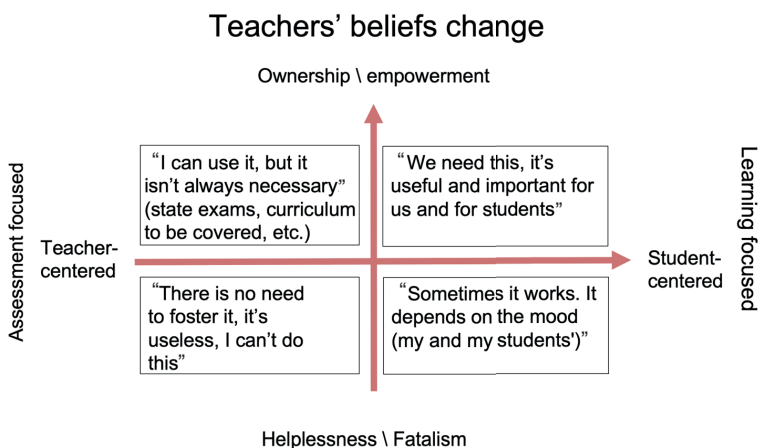 Teachers’ beliefs change
Ownership \ empowerment
Assessment focused
Teacher-
centered
“I can use it, but it
isn’t always necessary”
(state exams, curriculum
to be covered, etc.)
“We need this, it’s
useful and important for
us and for students”
“There is no need
to foster it, it’s
useless, I can’t do
this”
“Sometimes it works. It
depends on the mood
(my and my students')”
Student-
centered
Learning focused
Helplessness \ Fatalism